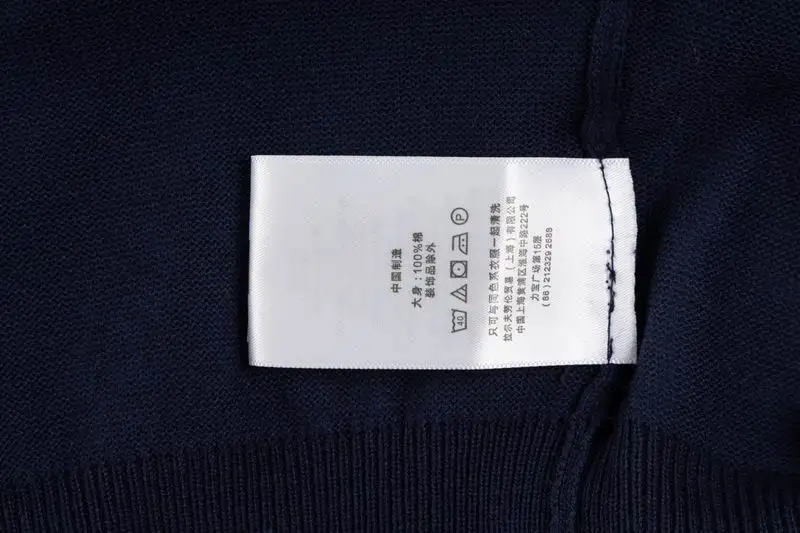 中国制造
大身：100%棉
装饰品除外
40 P
只可与同色系衣服一起清洗
拉尔夫劳伦贸易（上海）有限公司
中国上海黄浦区淮海中路222号
力宝广场第15层
(86) 212329 2688